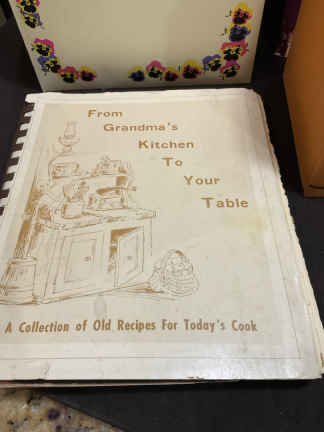 From
Grandma's
Kitchen
To
Your
Table
A Collection of Old Recipes For Today's Cook